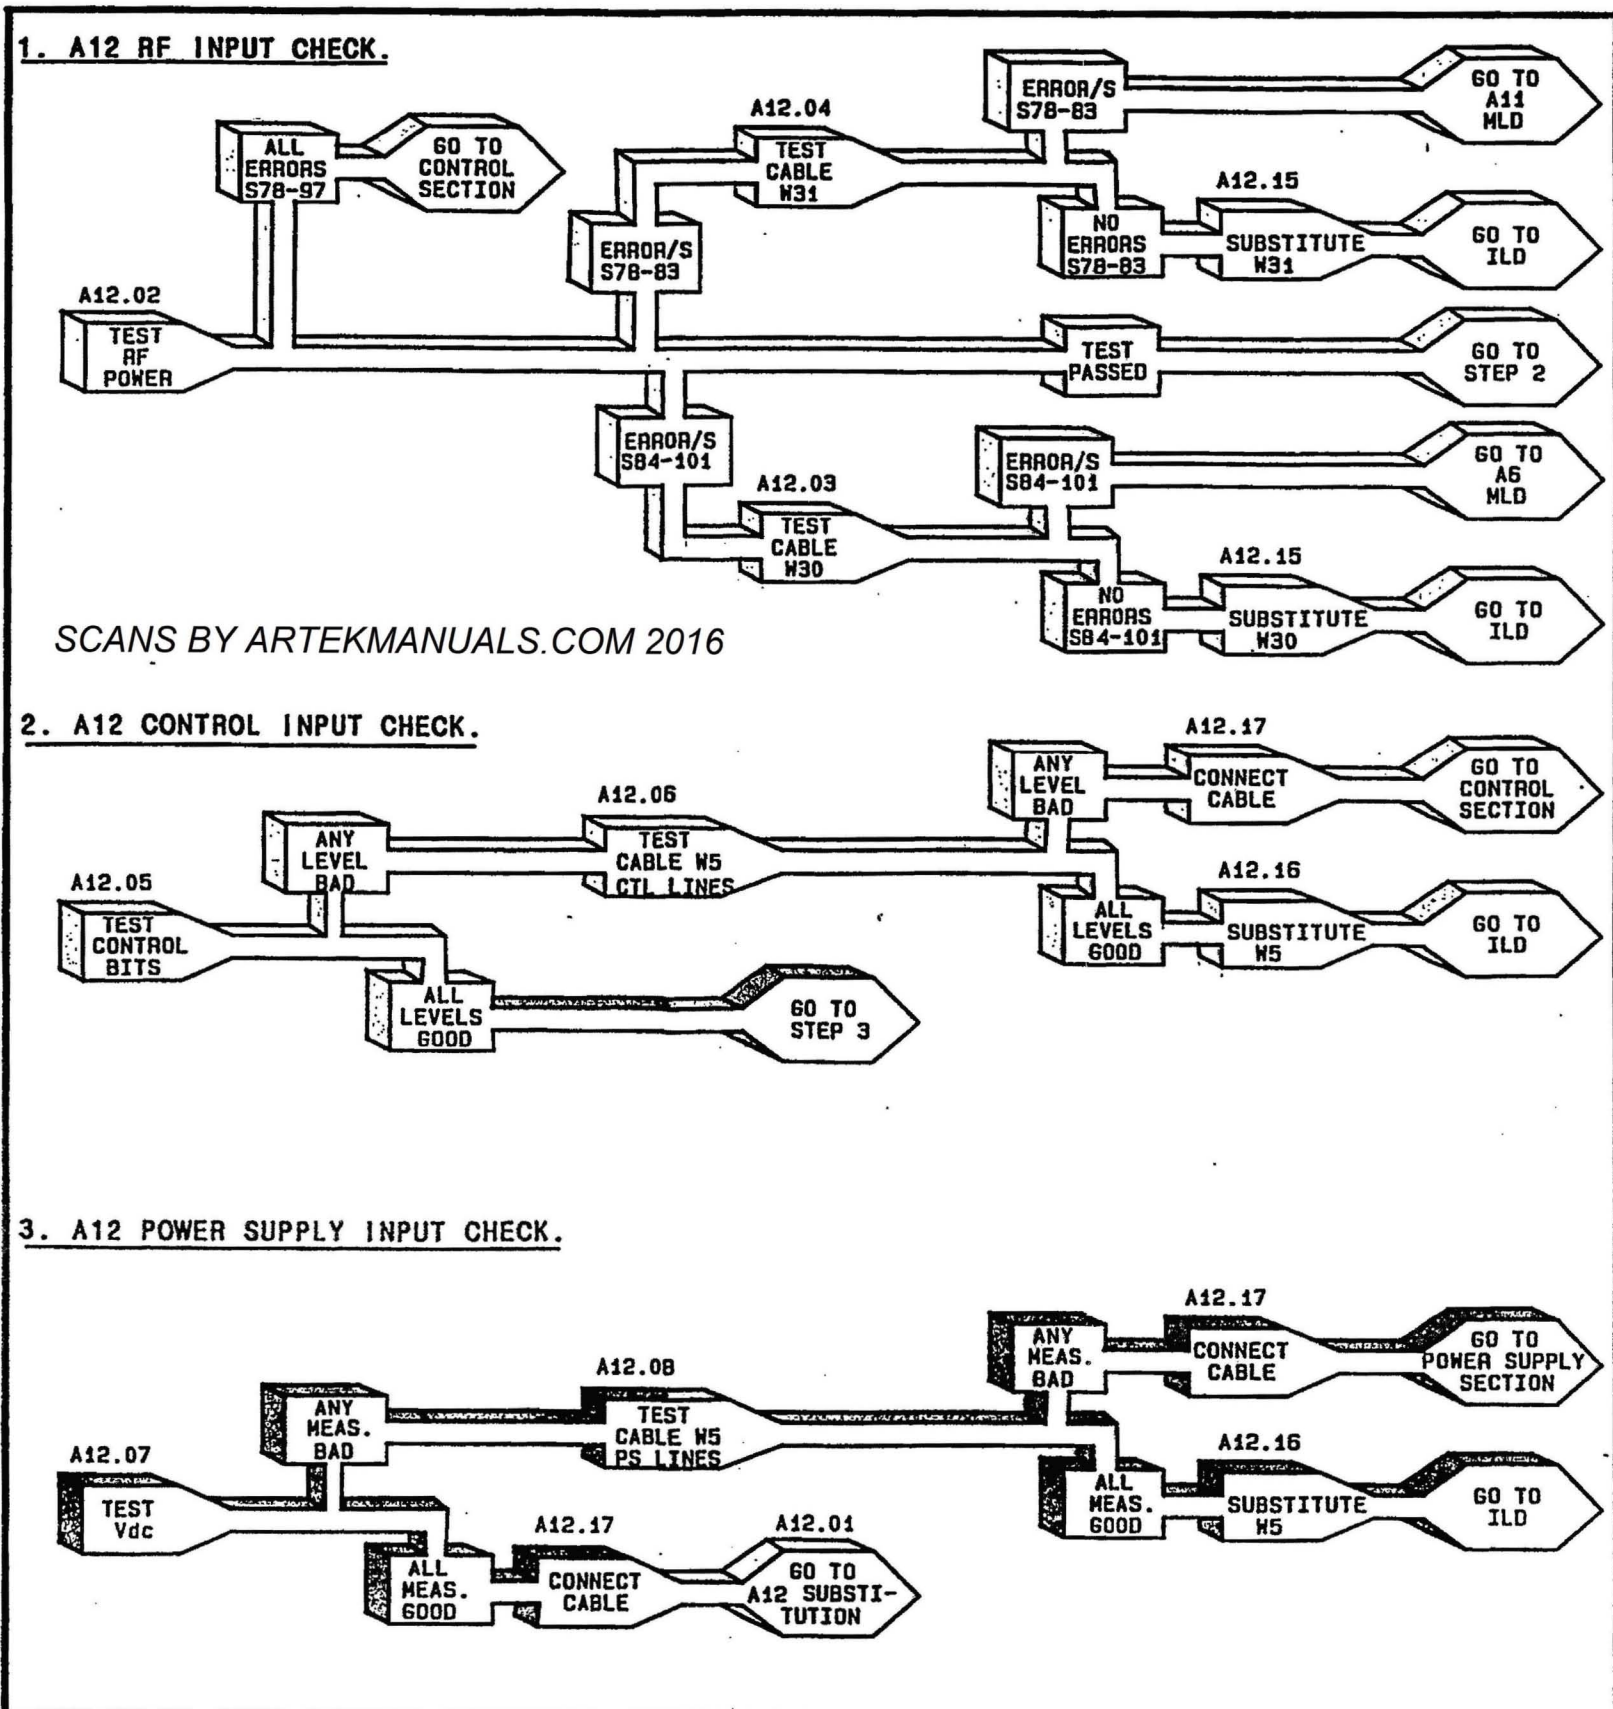 1. A12 RF INPUT CHECK.
A12.02
TEST
RF
POWER
ALL
ERRORS
S78-97
GO TO
CONTROL
SECTION
ERROR/S
S78-83
A12.04
TEST
CABLE
W31
ERROR/S
S78-83
GO TO
A11
MLD
NO
ERRORS
S78-83
A12.15
SUBSTITUTE
W31
GO TO
ILD
TEST
PASSED
GO TO
STEP 2
ERROR/S
S84-101
A12.03
TEST
CABLE
W30
ERROR/S
S84-101
GO TO
A6
MLD
NO
ERRORS
S84-101
A12.15
SUBSTITUTE
W30
GO TO
ILD
SCANS BY ARTEKMANUALS.COM 2016
2. A12 CONTROL INPUT CHECK.
A12.05
TEST
CONTROL
BITS
ANY
LEVEL
BAD
A12.06
TEST
CABLE W5
CTL LINES
ANY
LEVEL
BAD
A12.17
CONNECT
CABLE
GO TO
CONTROL
SECTION
ALL
LEVELS
GOOD
A12.16
SUBSTITUTE
W5
GO TO
ILD
ALL
LEVELS
GOOD
GO TO
STEP 3
3. A12 POWER SUPPLY INPUT CHECK.
A12.07
TEST
Vdc
ANY
MEAS.
BAD
A12.08
TEST
CABLE W5
PS LINES
ANY
MEAS.
BAD
A12.17
CONNECT
CABLE
GO TO
POWER SUPPLY
SECTION
ALL
MEAS.
GOOD
A12.16
SUBSTITUTE
W5
GO TO
ILD
ALL
MEAS.
GOOD
A12.17
CONNECT
CABLE
A12.01
GO TO
A12 SUBSTI-
TUTION